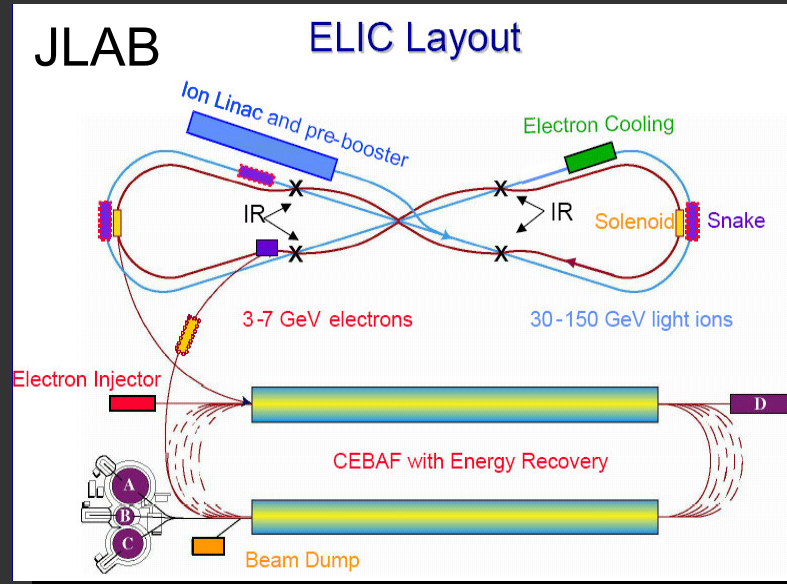 JLAB
ELIC Layout
Ion Linac and pre-booster
Electron Cooling
X
X
IR
IR
Solenoid
Snake
X
X
3-7 GeV electrons
30-150 GeV light ions
Electron Injector
D
CEBAF with Energy Recovery
A
B
C
Beam Dump